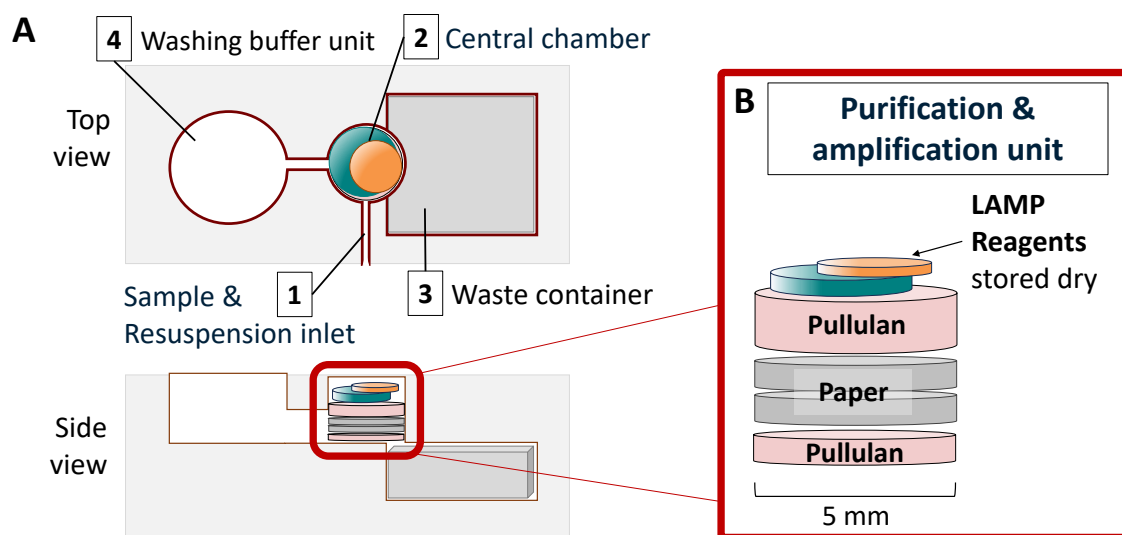 A
4 Washing buffer unit
2 Central chamber
Top
view
Sample &
Resuspension inlet
1
3 Waste container
Side
view
B
Purification &
amplification unit
LAMP
Reagents
stored dry
Pullulan
Paper
Pullulan
5 mm